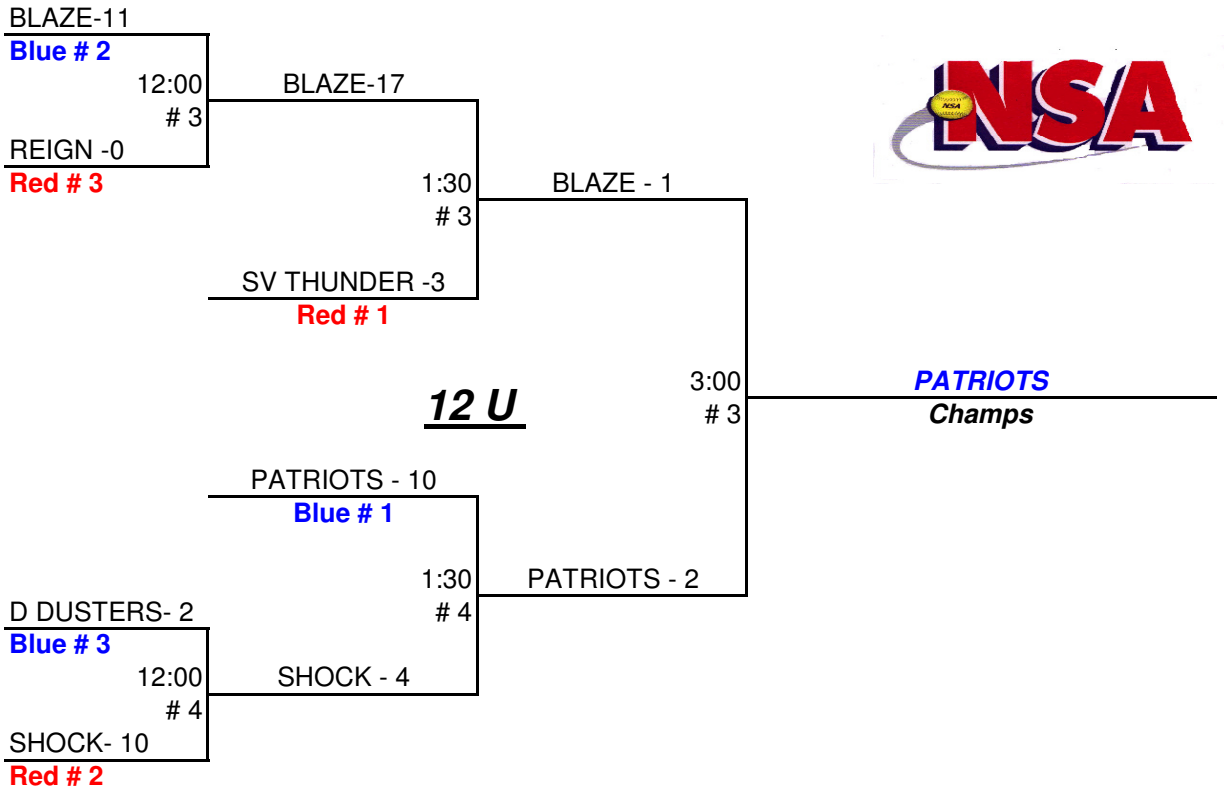 BLAZE-11
Blue # 2
12:00
BLAZE-17
# 3
REIGN -0
Red # 3
1:30
BLAZE - 1
# 3
SV THUNDER -3
Red # 1
NSA
NSA
3:00
PATRIOTS
12 U
# 3
Champs
PATRIOTS - 10
Blue # 1
1:30
PATRIOTS - 2
# 4
D DUSTERS- 2
Blue # 3
12:00
SHOCK - 4
# 4
SHOCK- 10
Red # 2